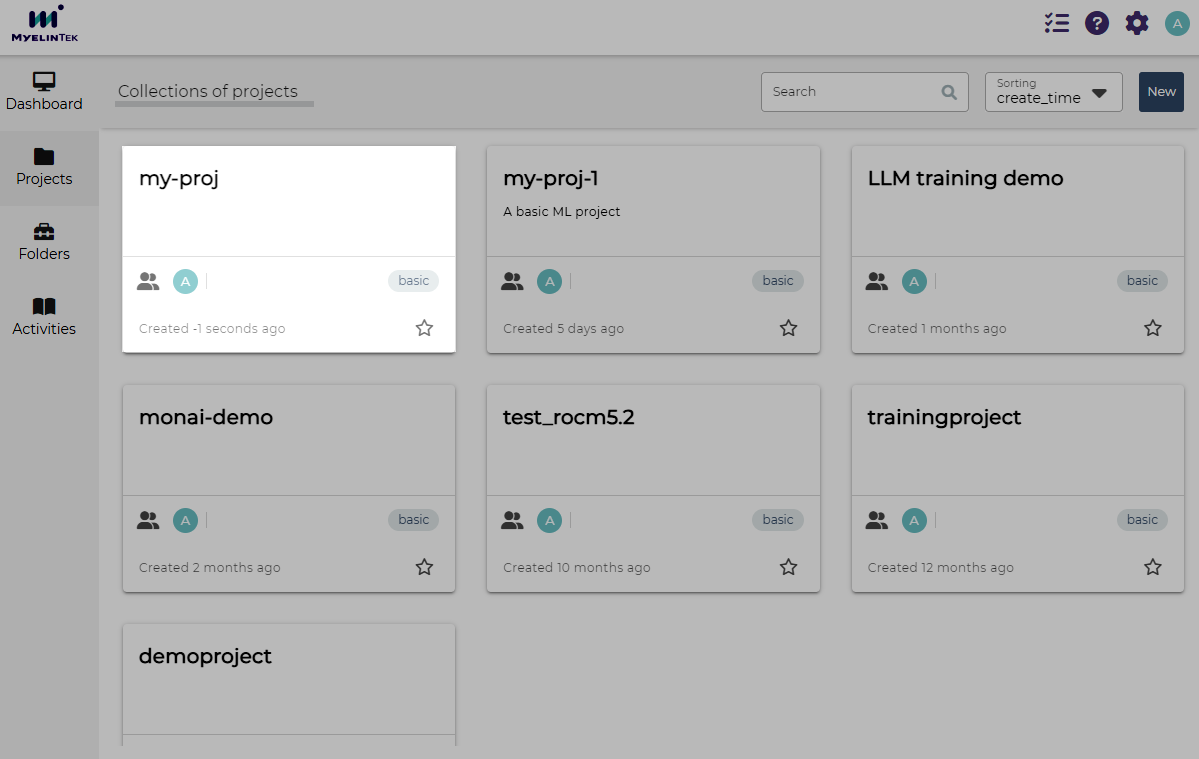 MYELINTEK
A
Dashboard
Projects
Folders
Activities
Collections of projects
Search
Sorting
create_time
New
my-proj
A
basic
Created -1 seconds ago
my-proj-1
A basic ML project
A
basic
Created 5 days ago
LLM training demo
A
basic
Created 1 months ago
monai-demo
A
basic
Created 2 months ago
test_rocm5.2
A
basic
Created 10 months ago
trainingproject
A
basic
Created 12 months ago
demoproject